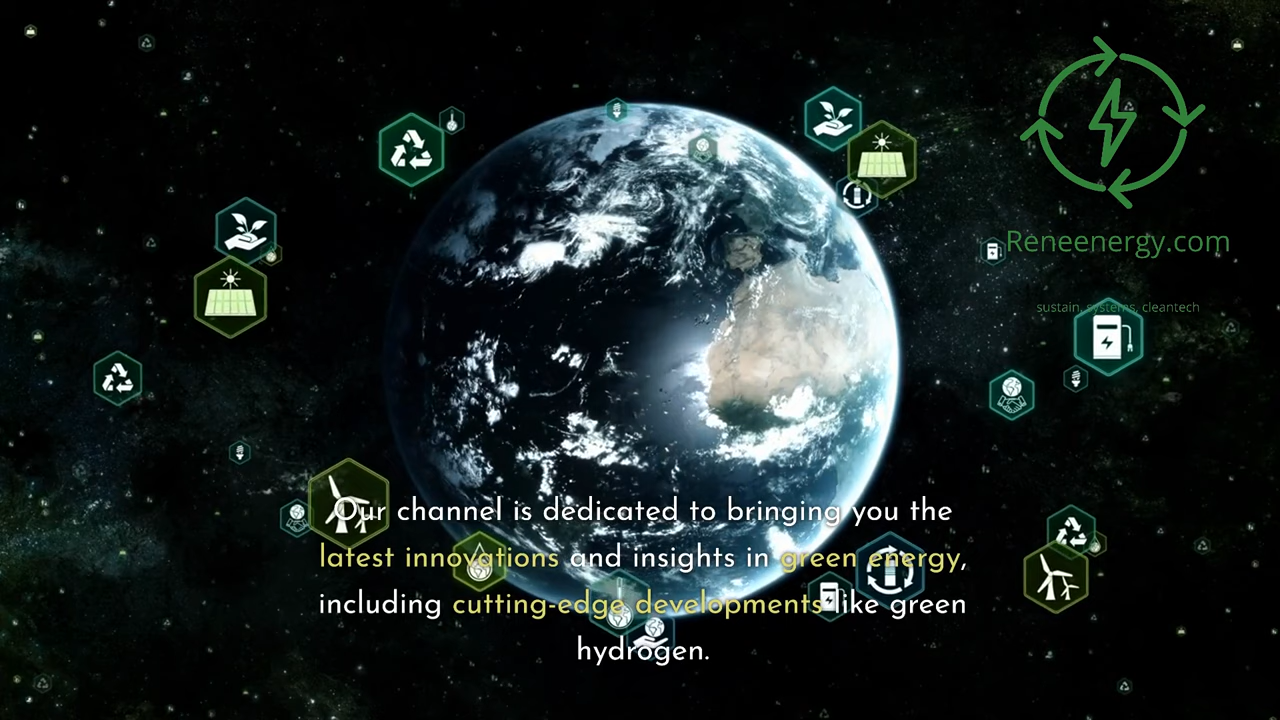 Reneenergy.com
sustain, systems, cleantech
Our channel is dedicated to bringing you the
latest innovations and insights in green energy,
including cutting-edge developments like green
hydrogen.